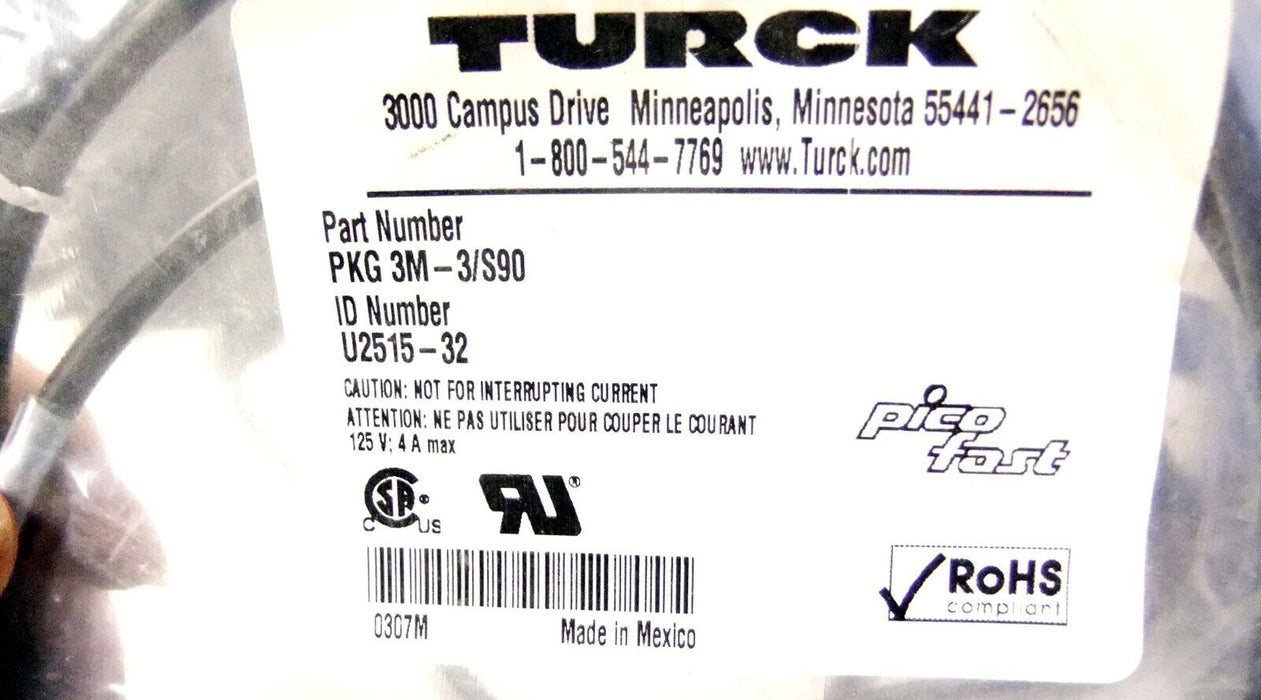 TURCK
3000 Campus Drive Minneapolis, Minnesota 55441-2656
1-800-544-7769 www.Turck.com
Part Number
PKG 3M-3/S90
ID Number
U2515-32
CAUTION: NOT FOR INTERRUPTING CURRENT
ATTENTION: NE PAS UTILISER POUR COUPER LE COURANT
125 V; 4 A max
pico
fast
C SA ® US
RU ®
RoHS
compliant
0307M
Made in Mexico